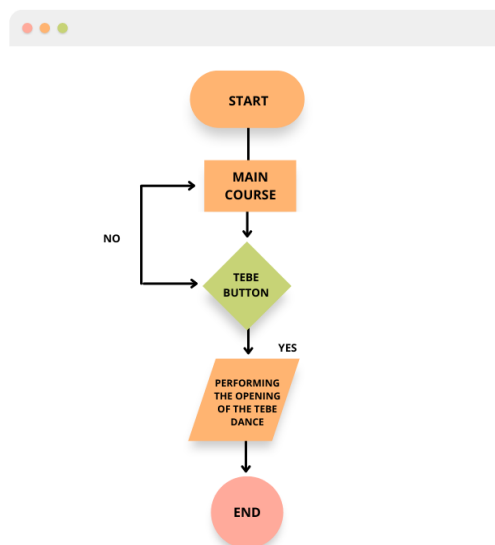 START
MAIN
COURSE
NO
TEBE
BUTTON
YES
PERFORMING
THE OPENING
OF THE TEBE
DANCE
END